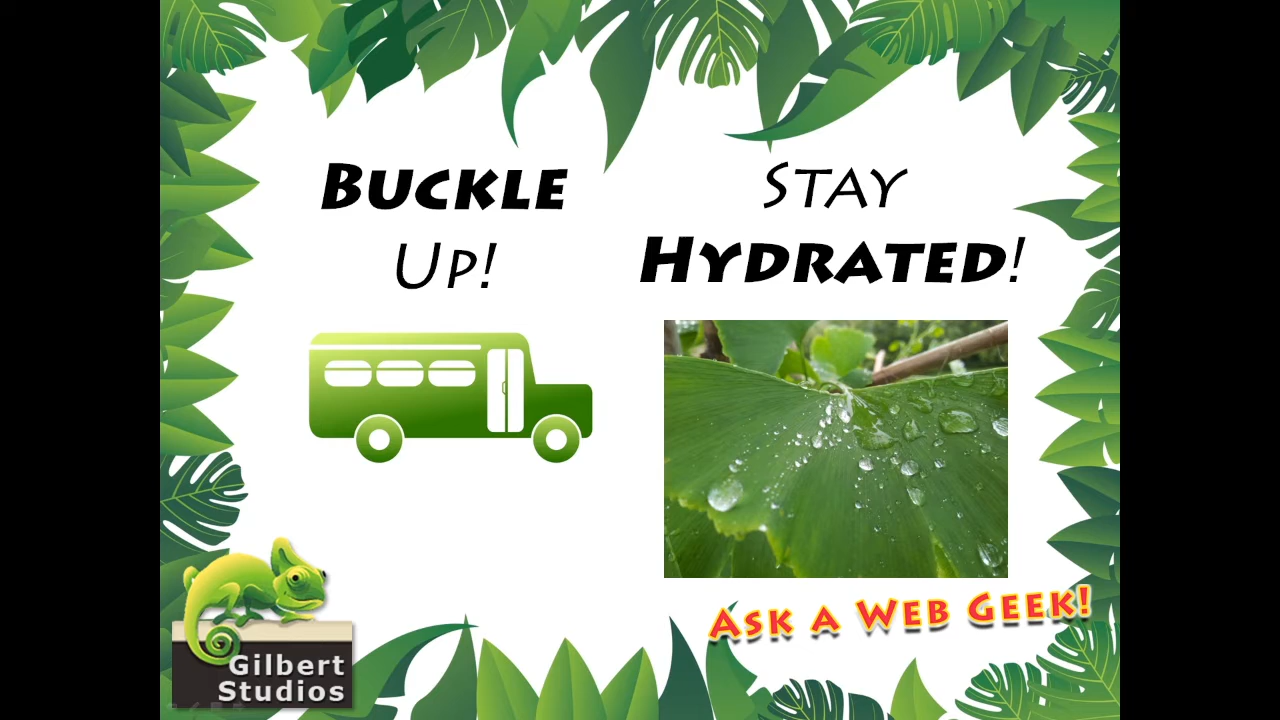 BUCKLE
UP!
STAY
HYDRATED!
ASK A WEB GEEK!
Gilbert
Studios